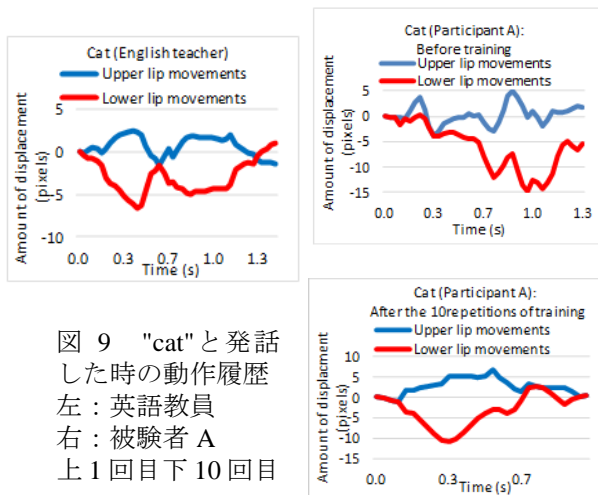 Cat (English teacher)
Upper lip movements
Lower lip movements
Amount of displacement
(pixels)
5
0
-5
-10
0.0 0.3 0.7 1.0 1.3
Time (s)
Cat (Participant A):
Before training
Upper lip movements
Lower lip movements
Amount of displacement
(pixels)
5
0
-5
-10
-15
0.0 0.3 0.7 1.0 1.3
Time (s)
Cat (Participant A):
After the 10repetitions of training
Upper lip movements
Lower lip movements
Amount of displacment
(pixels)
10
5
0
-5
-10
-15
0.0 0.3 0.7
Time (s)
図 9 "cat"と発話
した時の動作履歴
左：英語教員
右：被験者 A
上 1 回目下 10 回目